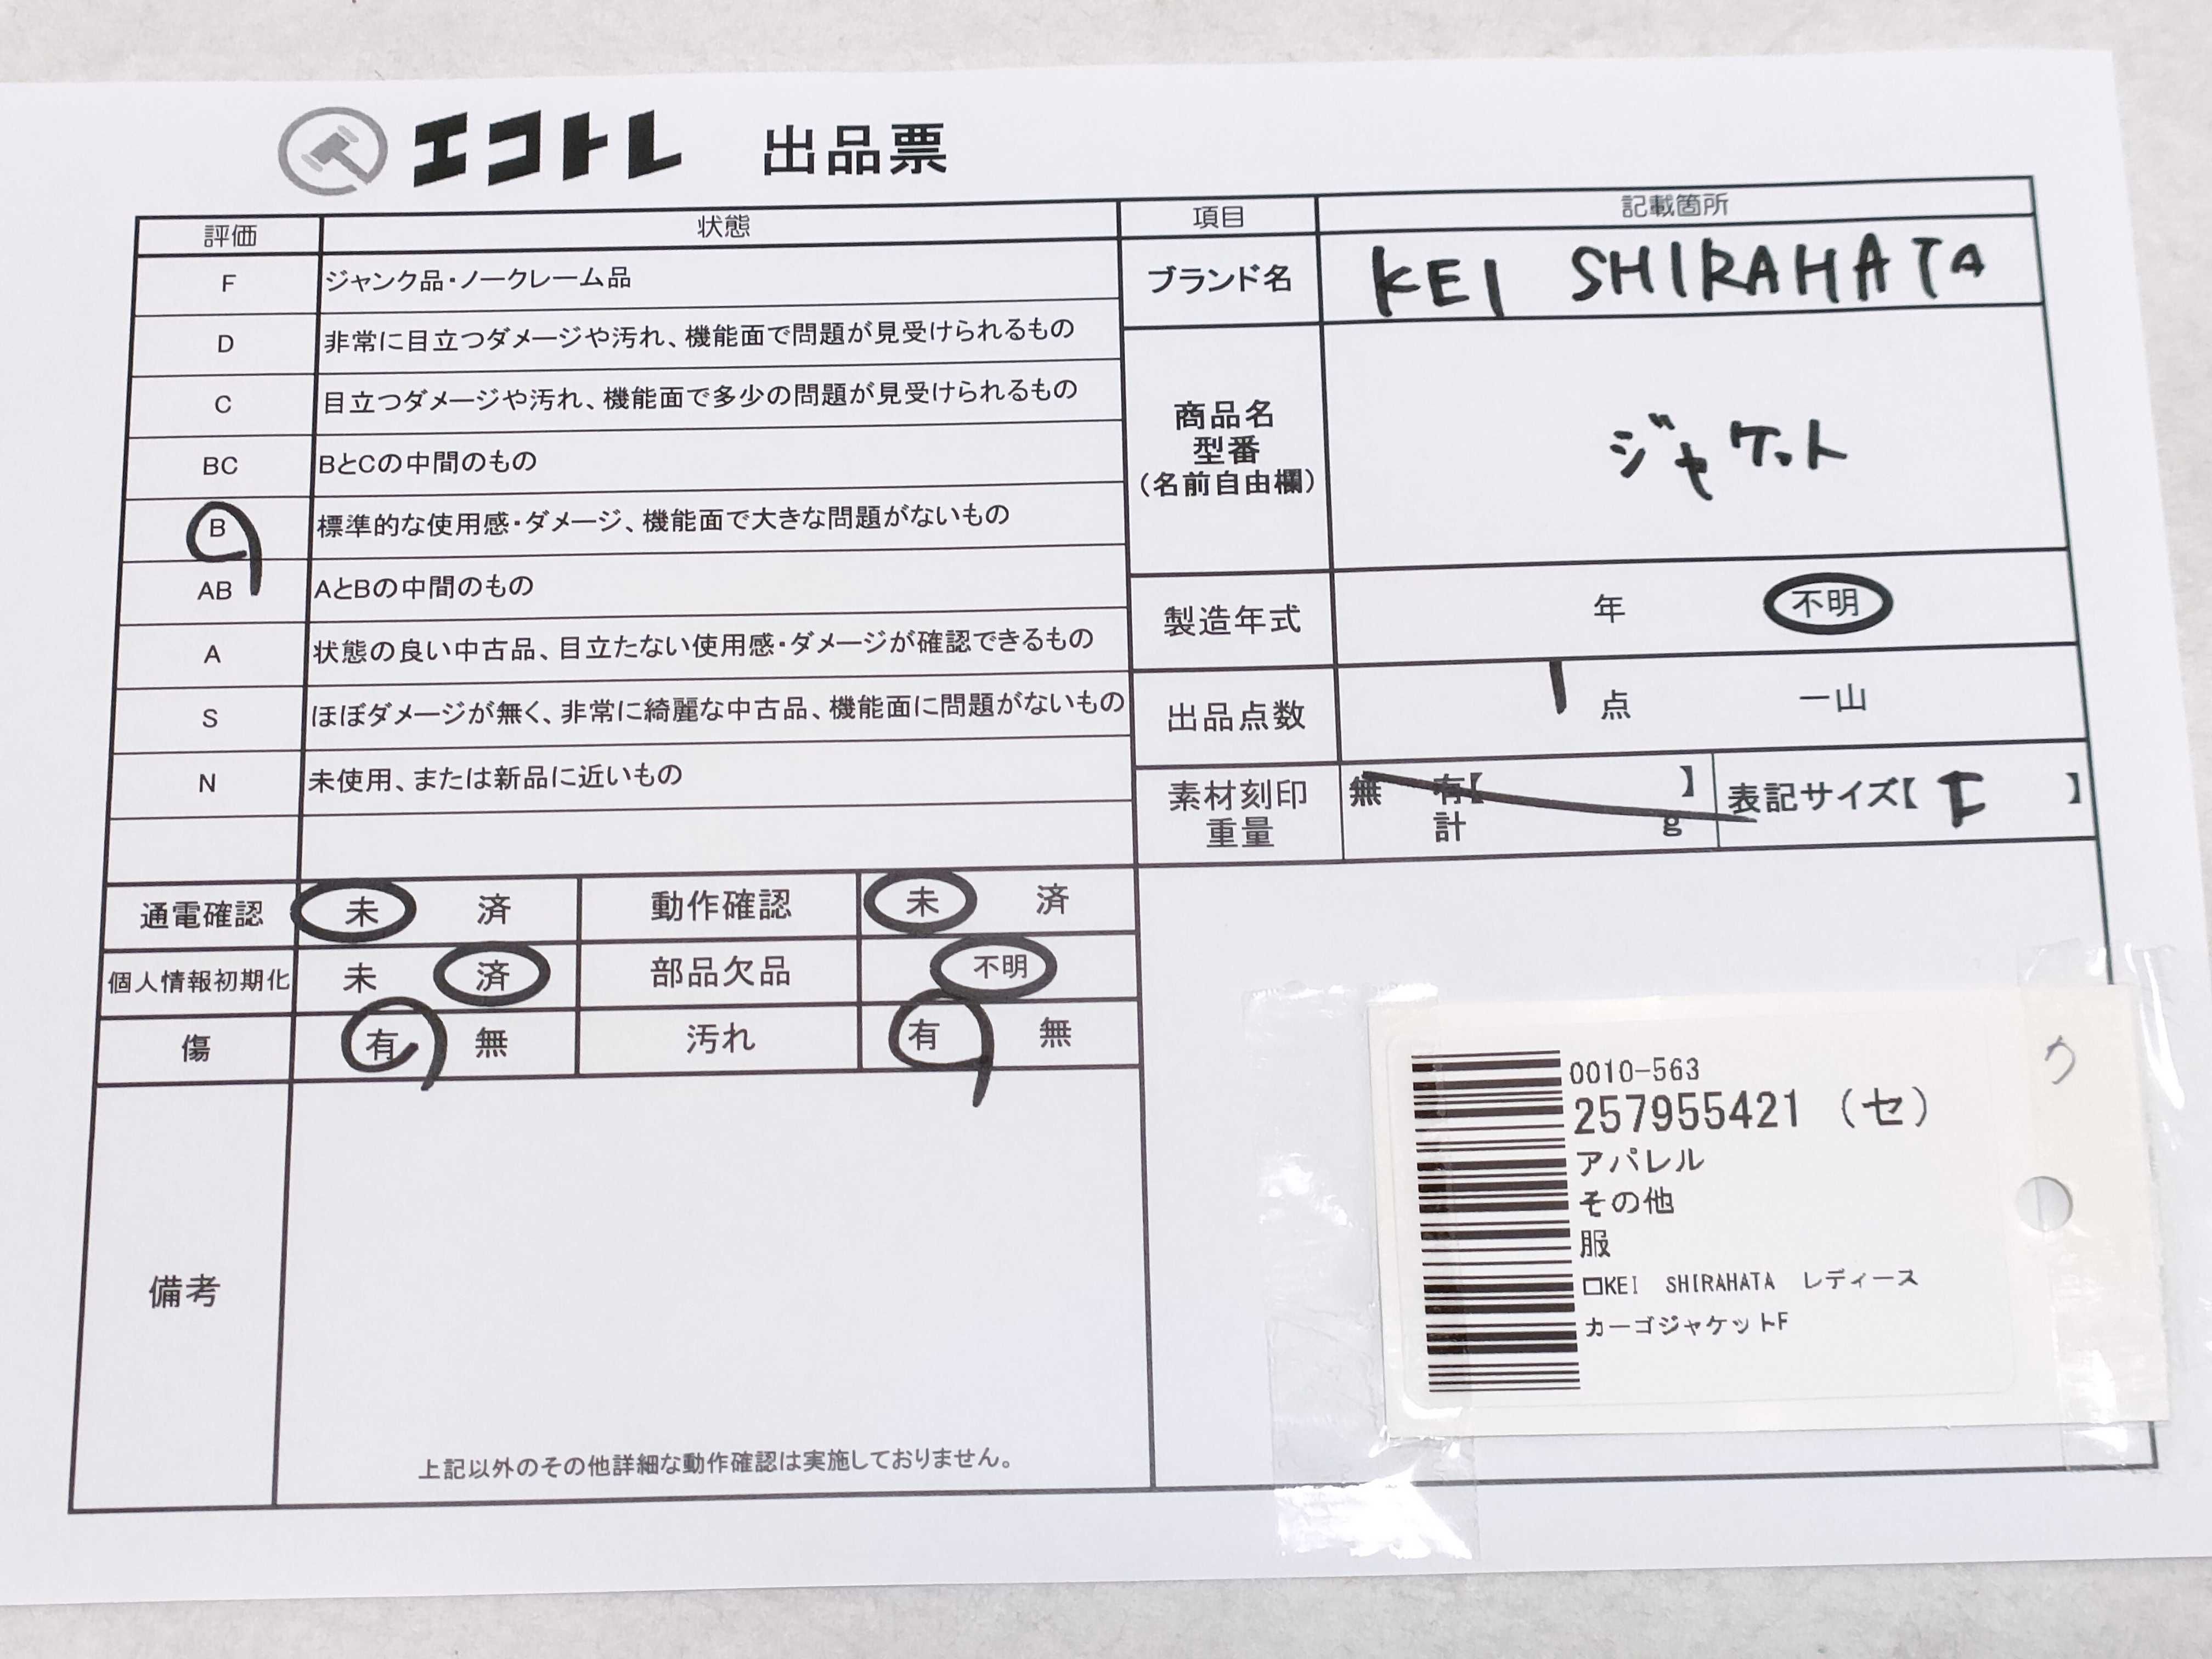 エコトレ 出品票
評価 状態 項目 記載箇所
F ジャンク品・ノークレーム品
D 非常に目立つダメージや汚れ、機能面で問題が見受けられるもの
C 目立つダメージや汚れ、機能面で多少の問題が見受けられるもの
BC BとCの中間のもの
B 標準的な使用感・ダメージ、機能面で大きな問題がないもの
AB AとBの中間のもの
A 状態の良い中古品、目立たない使用感・ダメージが確認できるもの
S ほぼダメージが無く、非常に綺麗な中古品、機能面に問題がないもの
N 未使用、または新品に近いもの
ブランド名 KEI SHIRAHATA
商品名
型番
(名前自由欄)
ジャケット
製造年式 年 不明
出品点数 1 点 一山
素材刻印
重量
無 有【 】
計 g
表記サイズ【 F 】
通電確認 未 済 動作確認 未 済
個人情報初期化 未 済 部品欠品 不明
傷 有 無 汚れ 有 無
備考
上記以外のその他詳細な動作確認は実施しておりません。
0010-563
257955421 (セ)
アパレル
その他
服
□KEI SHIRAHATA レディース
カーゴジャケットF